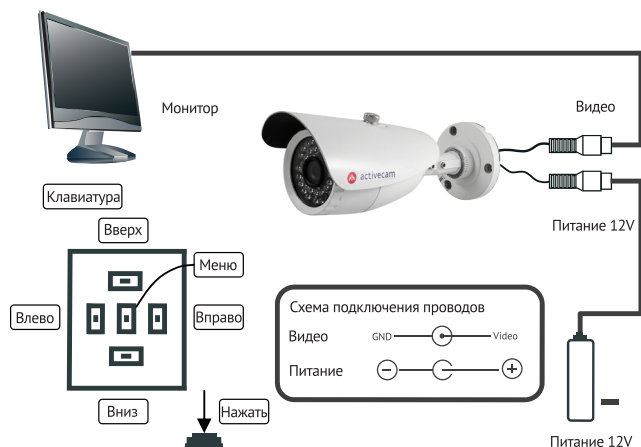 Монитор
Видео
activecam
Клавиатура
Питание 12V
Вверх
Меню
Влево
Вправо
Схема подключения проводов
Видео
GND
Video
Питание
Вниз
Нажать
Питание 12V